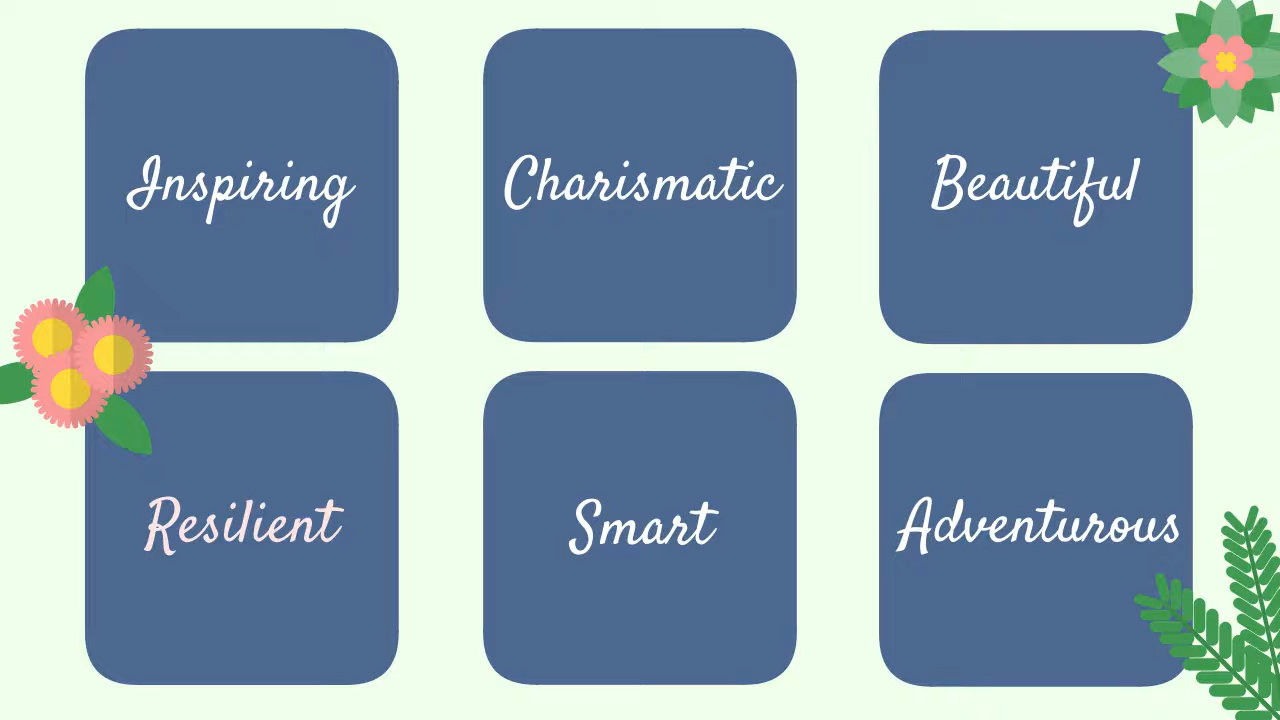 Inspiring
Charismatic
Beautiful
Resilient
Smart
Adventurous